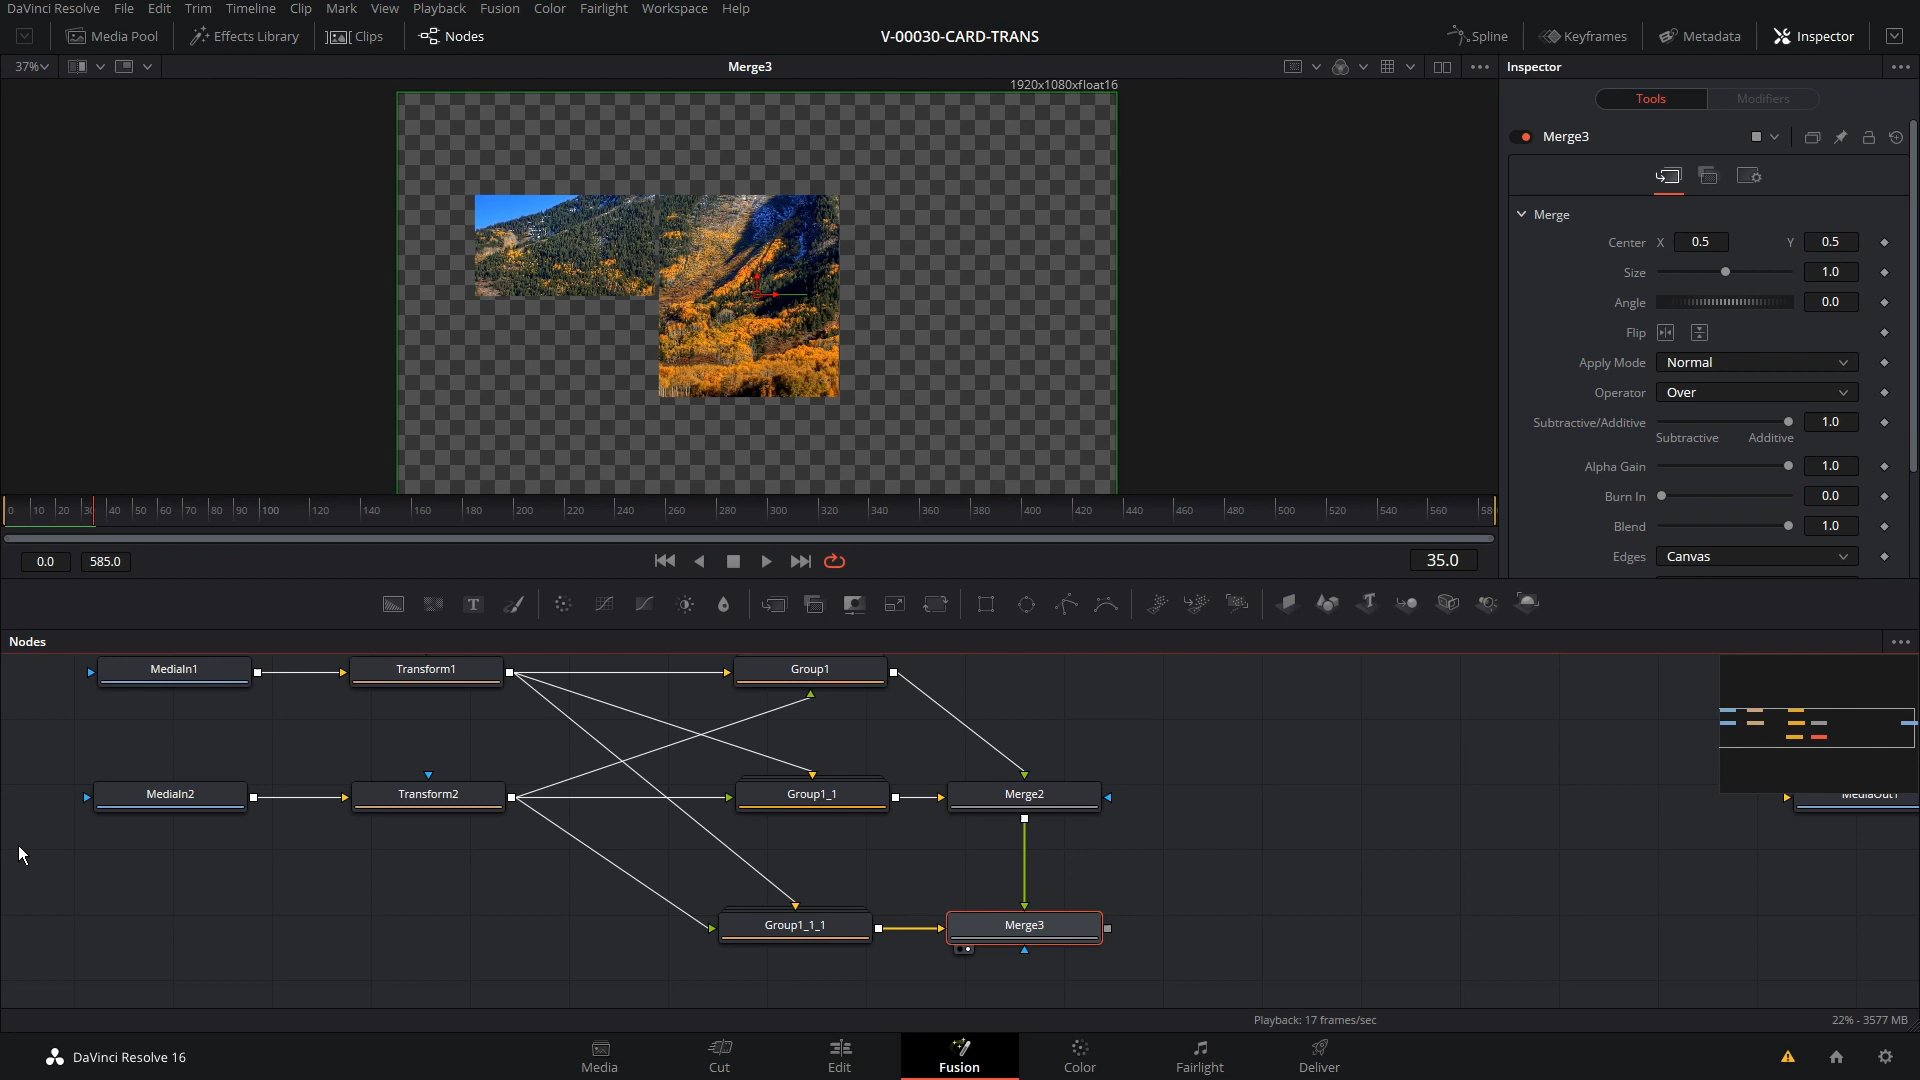 DaVinci Resolve File Edit Trim Timeline Clip Mark View Playback Fusion Color Fairlight Workspace Help
Media Pool Effects Library Clips Nodes V-00030-CARD-TRANS Spline Keyframes Metadata Inspector
37% Merge3 Inspector
1920x1080xfloat16
Tools Modifiers
Merge3
Merge
Center X 0.5 Y 0.5
Size 1.0
Angle 0.0
Flip
Apply Mode Normal
Operator Over
Subtractive/Additive 1.0
Subtractive Additive
Alpha Gain 1.0
Burn In 0.0
Blend 1.0
Edges Canvas
0 10 20 30 40 50 60 70 80 90 100 120 140 160 180 200 220 240 260 280 300 320 340 360 380 400 420 440 460 480 500 520 540 560 58
0.0 585.0 35.0
Nodes
MediaIn1 Transform1 Group1
MediaIn2 Transform2 Group1_1 Merge2 MediaOut1
Group1_1_1 Merge3
Playback: 17 frames/sec 22% - 3577 MB
DaVinci Resolve 16 Media Cut Edit Fusion Color Fairlight Deliver